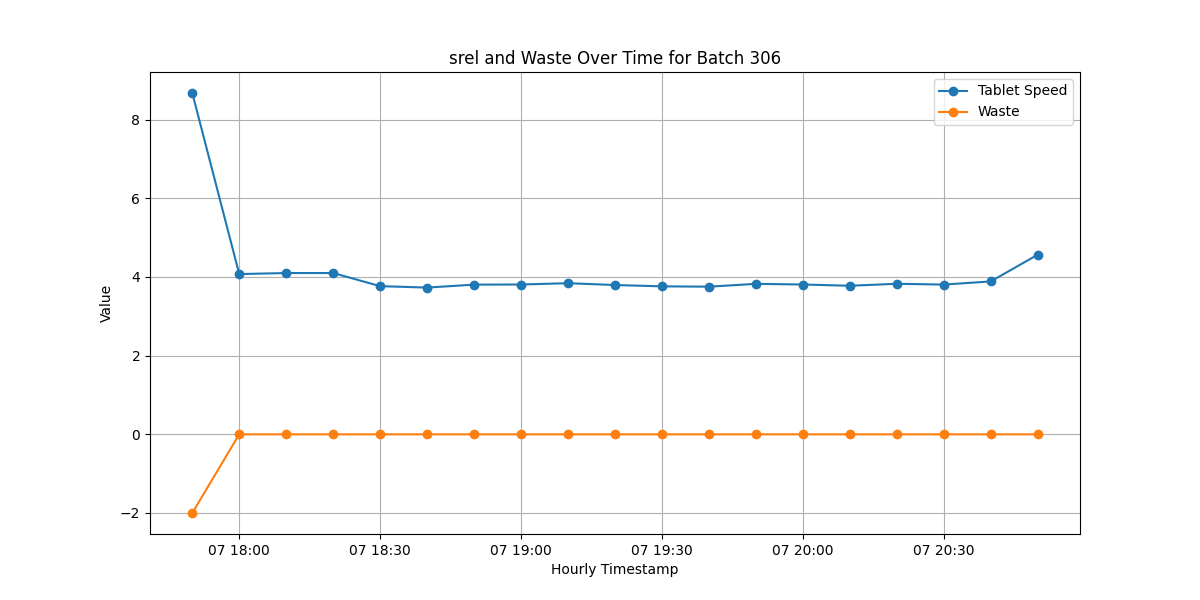 srel and Waste Over Time for Batch 306
Tablet Speed
Waste
8
6
4
2
0
−2
Value
07 18:00 07 18:30 07 19:00 07 19:30 07 20:00 07 20:30
Hourly Timestamp